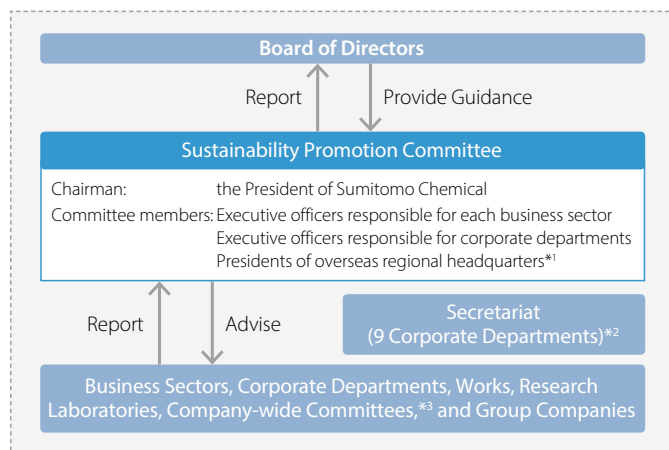 Board of Directors
Report
Provide Guidance
Sustainability Promotion Committee
Chairman: the President of Sumitomo Chemical
Committee members: Executive officers responsible for each business sector
Executive officers responsible for corporate departments
Presidents of overseas regional headquarters*1
Report
Advise
Secretariat
(9 Corporate Departments)*2
Business Sectors, Corporate Departments, Works, Research
Laboratories, Company-wide Committees,*3 and Group Companies